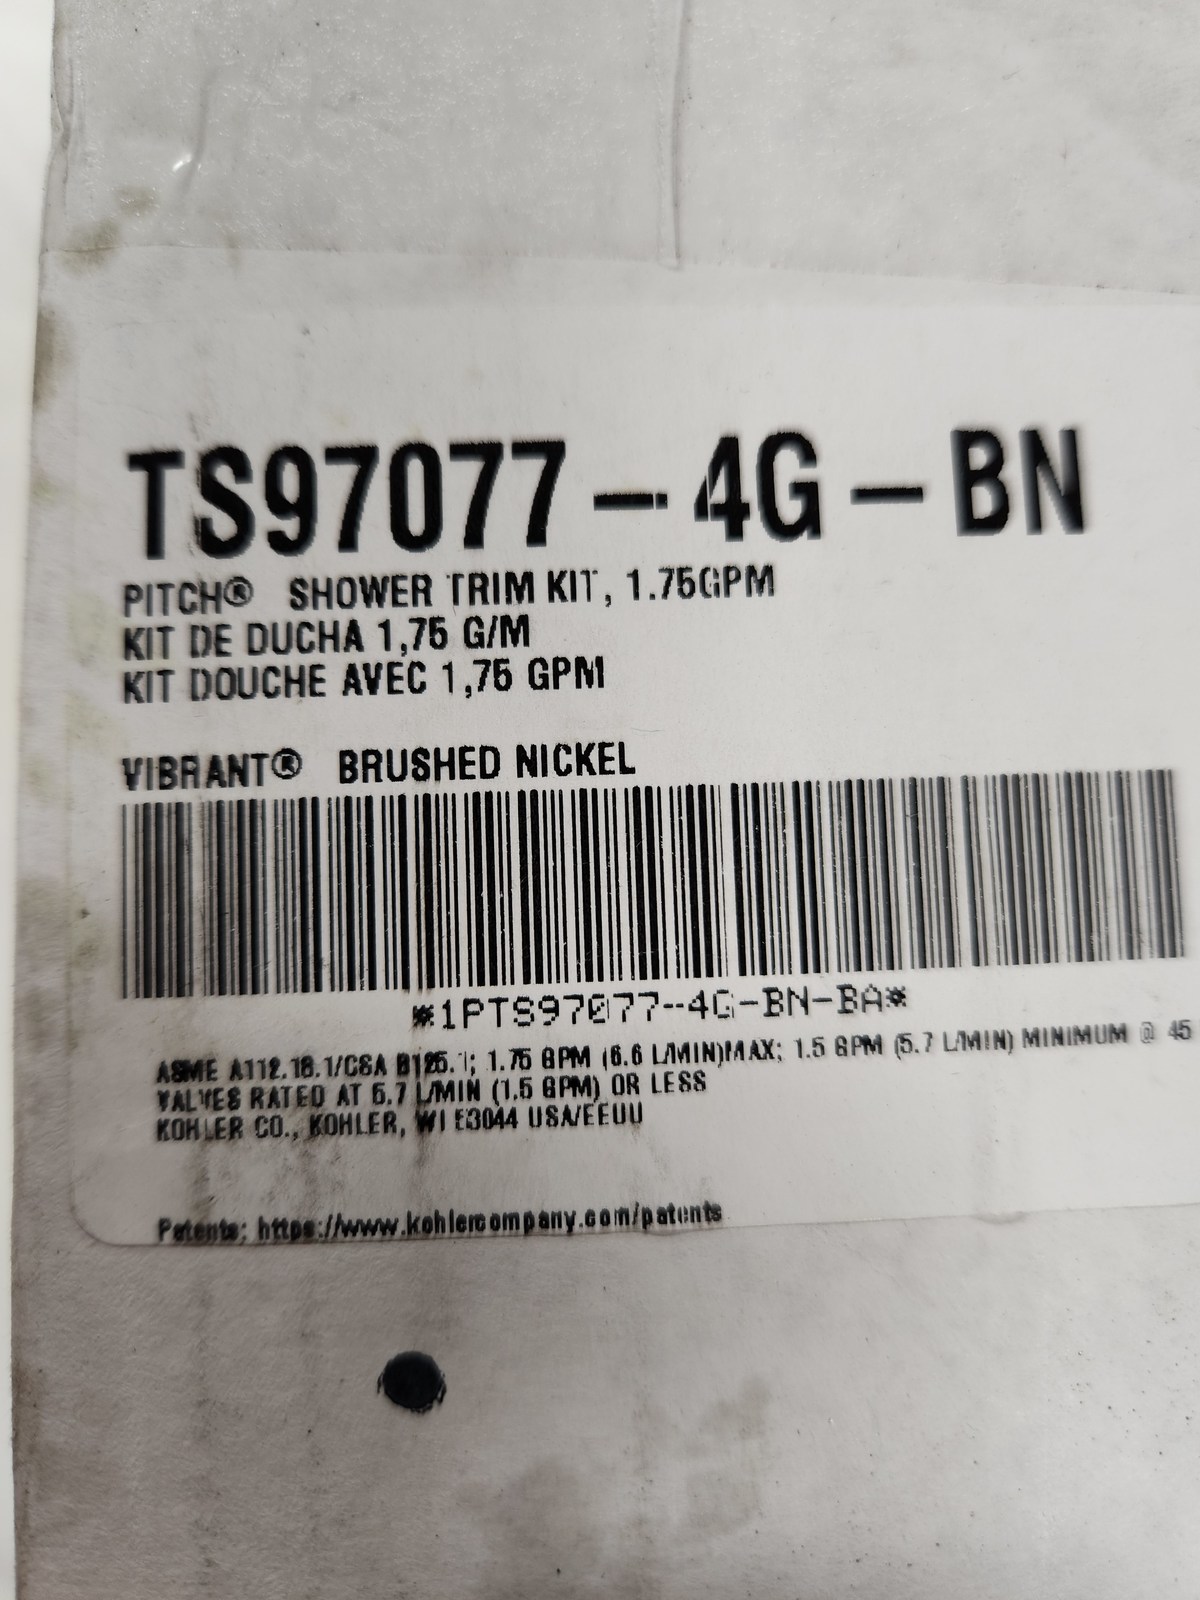 TS97077-4G-BN
PITCH® SHOWER TRIM KIT, 1.75GPM
KIT DE DUCHA 1,75 G/M
KIT DOUCHE AVEC 1,75 GPM
VIBRANT® BRUSHED NICKEL
*1PTS97077-4G-BN-BA*
ASME A112.18.1/CSA B125.1; 1.75 GPM (6.6 L/MIN)MAX; 1.5 GPM (5.7 L/MIN) MINIMUM @ 45
VALVES RATED AT 5.7 L/MIN (1.5 GPM) OR LESS
KOHLER CO., KOHLER, WI 53044 USA/EEUU
Patents: https://www.kohlercompany.com/patents